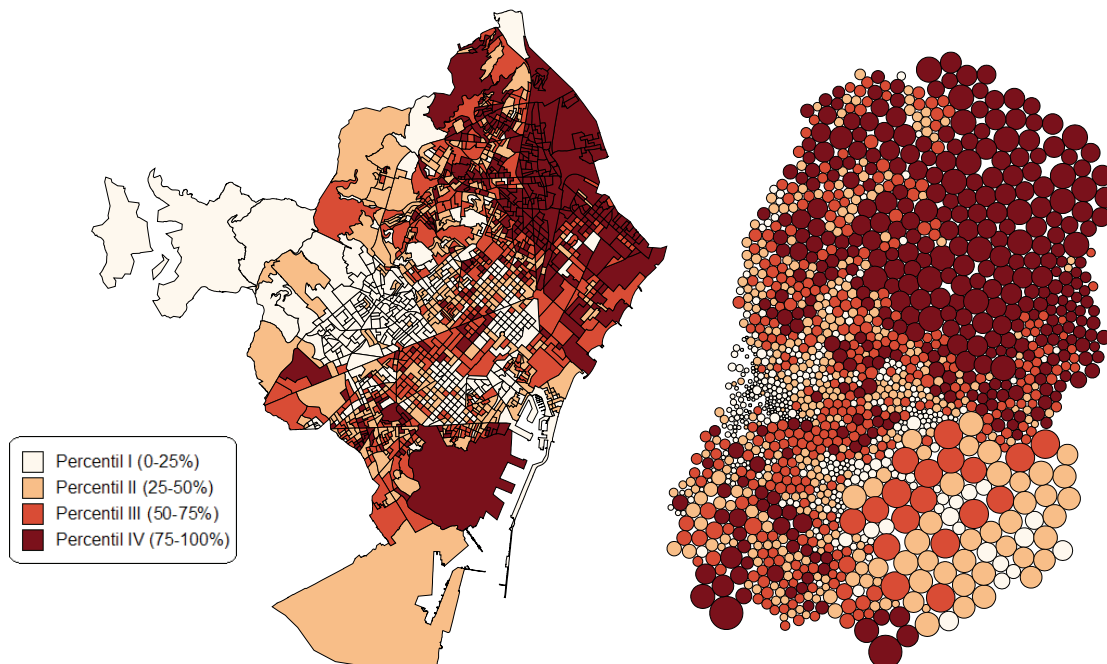 Percentil I (0-25%)
Percentil II (25-50%)
Percentil III (50-75%)
Percentil IV (75-100%)